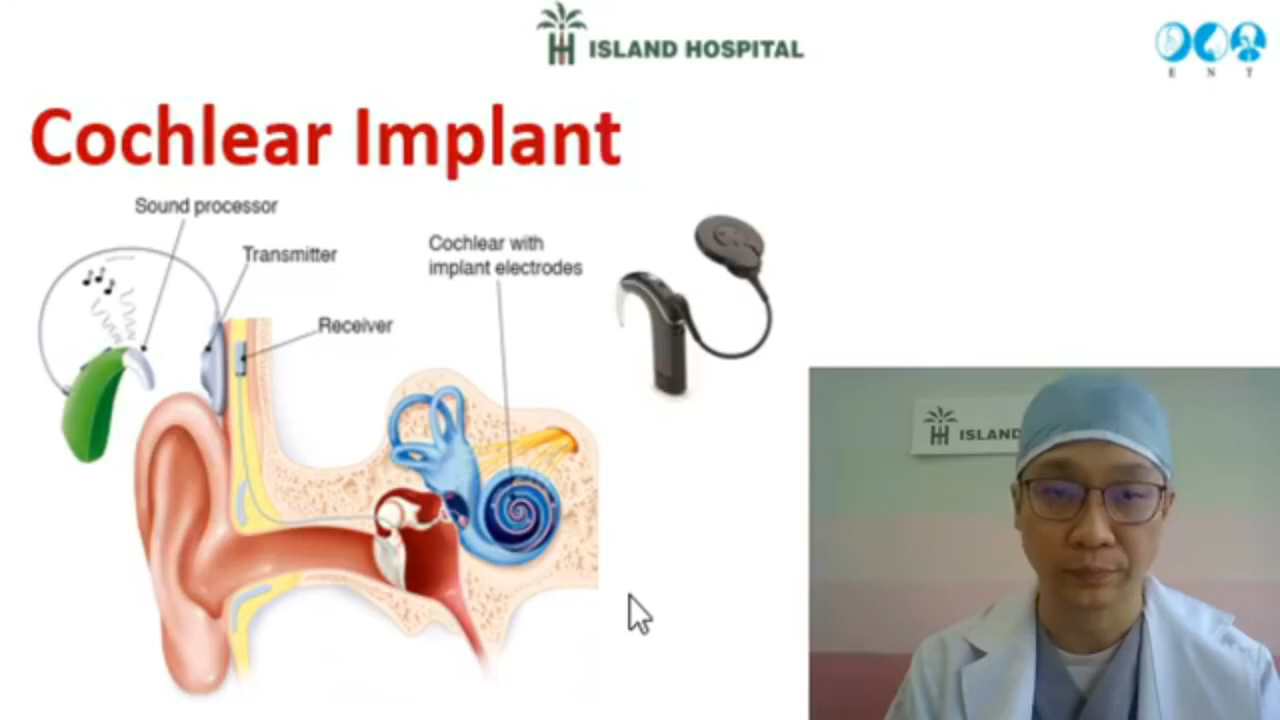 ISLAND HOSPITAL
E N T
Cochlear Implant
Sound processor
Transmitter
Cochlear with
implant electrodes
Receiver
ISLAND